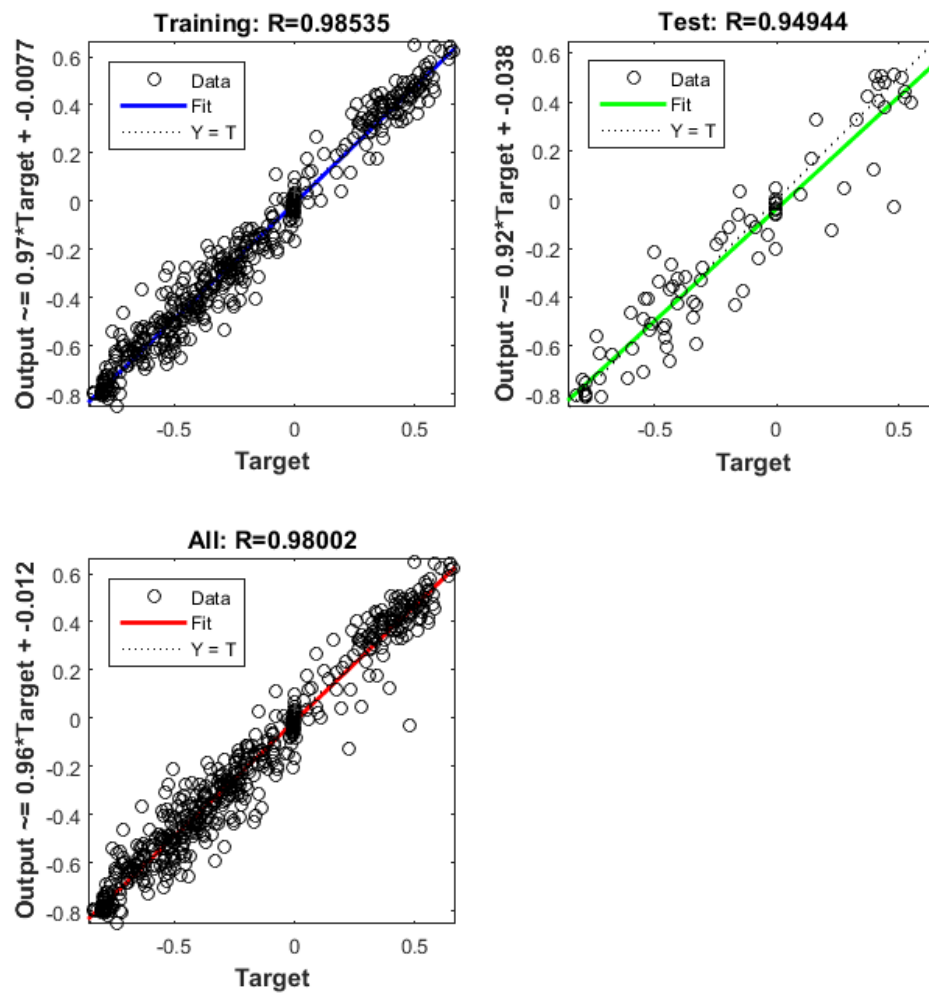 Training: R=0.98535
Output ~= 0.97*Target + -0.0077
0.6
0.4
0.2
0
-0.2
-0.4
-0.6
-0.8
Data
Fit
Y = T
-0.5
0
0.5
Target
Test: R=0.94944
Output ~= 0.92*Target + -0.038
0.6
0.4
0.2
0
-0.2
-0.4
-0.6
-0.8
Data
Fit
Y = T
-0.5
0
0.5
Target
All: R=0.98002
Output ~= 0.96*Target + -0.012
0.6
0.4
0.2
0
-0.2
-0.4
-0.6
-0.8
Data
Fit
Y = T
-0.5
0
0.5
Target